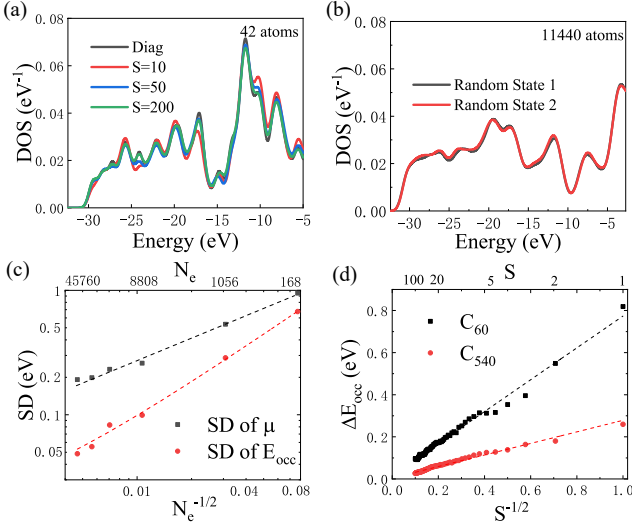 (a)
42 atoms
Diag
S=10
S=50
S=200
DOS (eV⁻¹)
0.08
0.06
0.04
0.02
0.00
-30 -25 -20 -15 -10 -5
Energy (eV)
(b)
11440 atoms
Random State 1
Random State 2
DOS (eV⁻¹)
0.08
0.06
0.04
0.02
0.00
-30 -25 -20 -15 -10 -5
Energy (eV)
(c)
Nₑ
45760 8808 1056 168
SD (eV)
1
0.5
0.1
0.05
SD of μ
SD of E_occ
0.01 0.04 0.08
Nₑ⁻¹/²
(d)
S
100 20 5 2 1
ΔE_occ (eV)
0.8
0.6
0.4
0.2
0.0
C₆₀
C₅₄₀
0.0 0.2 0.4 0.6 0.8 1.0
S⁻¹/²